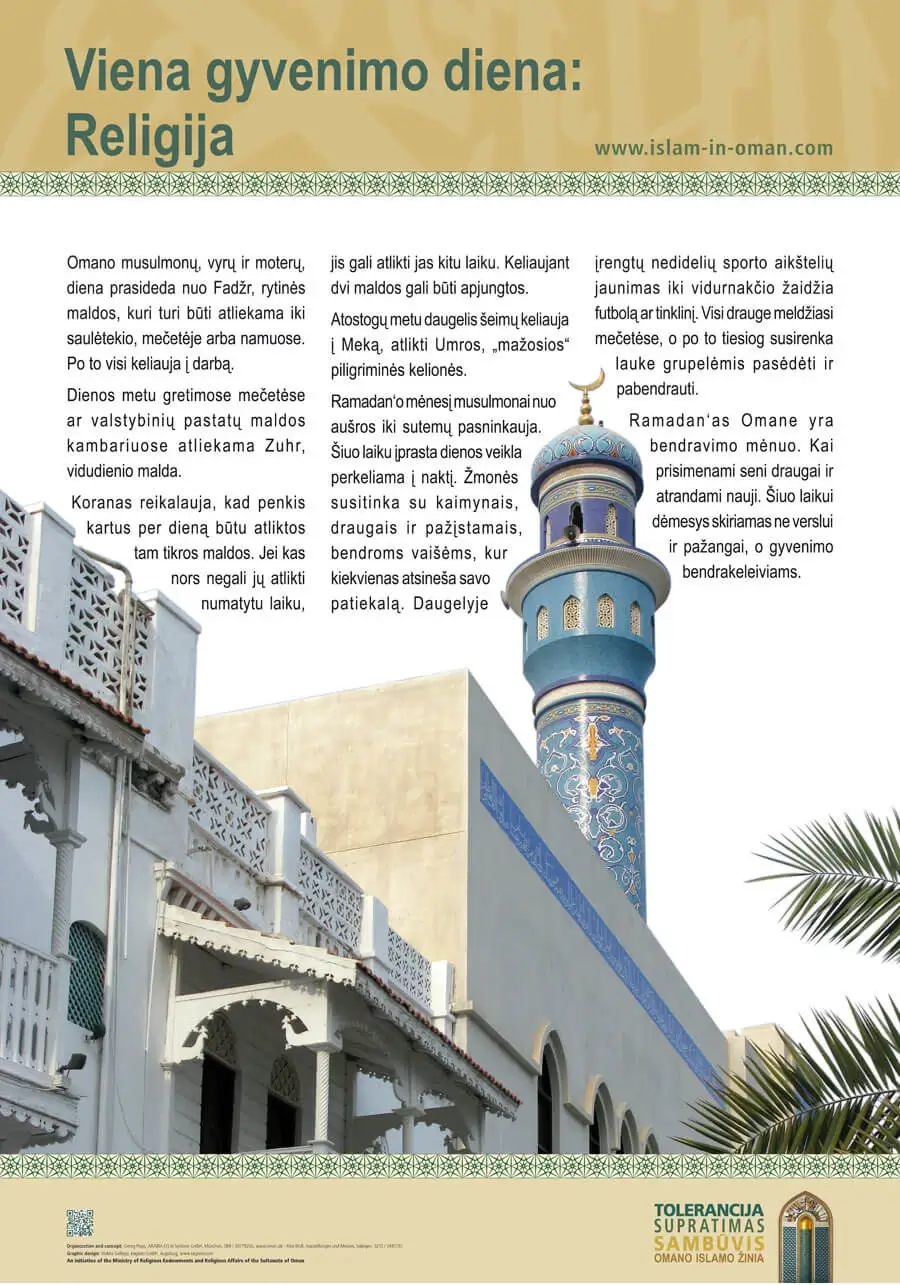 Viena gyvenimo diena:
Religija
www.islam-in-oman.com
Omano musulmonų, vyrų ir moterų,
diena prasideda nuo Fadžr, rytinės
maldos, kuri turi būti atliekama iki
saulėtekio, mečetėje arba namuose.
Po to visi keliauja į darbą.
Dienos metu gretimose mečetėse
ar valstybinių pastatų maldos
kambariuose atliekama Zuhr,
vidudienio malda.
Koranas reikalauja, kad penkis
kartus per dieną būtu atliktos
tam tikros maldos. Jei kas
nors negali jų atlikti
numatytu laiku,
jis gali atlikti jas kitu laiku. Keliaujant
dvi maldos gali būti apjungtos.
Atostogų metu daugelis šeimų keliauja
į Meką, atlikti Umros, „mažosios“
piligriminės kelionės.
Ramadan‘o mėnesį musulmonai nuo
aušros iki sutemų pasninkauja.
Šiuo laiku įprasta dienos veikla
perkeliama į naktį. Žmonės
susitinka su kaimynais,
draugais ir pažįstamais,
bendroms vaišėms, kur
kiekvienas atsineša savo
patiekalą. Daugelyje
įrengtų nedidelių sporto aikštelių
jaunimas iki vidurnakčio žaidžia
futbolą ar tinklinį. Visi drauge meldžiasi
mečetėse, o po to tiesiog susirenka
lauke grupelėmis pasėdėti ir
pabendrauti.
Ramadan‘as Omane yra
bendravimo mėnuo. Kai
prisimenami seni draugai ir
atrandami nauji. Šiuo laikui
dėmesys skiriamas ne verslui
ir pažangai, o gyvenimo
bendrakeleiviams.
TOLERANCIJA
SUPRATIMAS
SAMBŪVIS
OMANO ISLAMO ŽINIA
Organization and concept:
Graphic design:
An initiative of the Ministry of Religious Endowments and Religious Affairs of the Sultanate of Oman